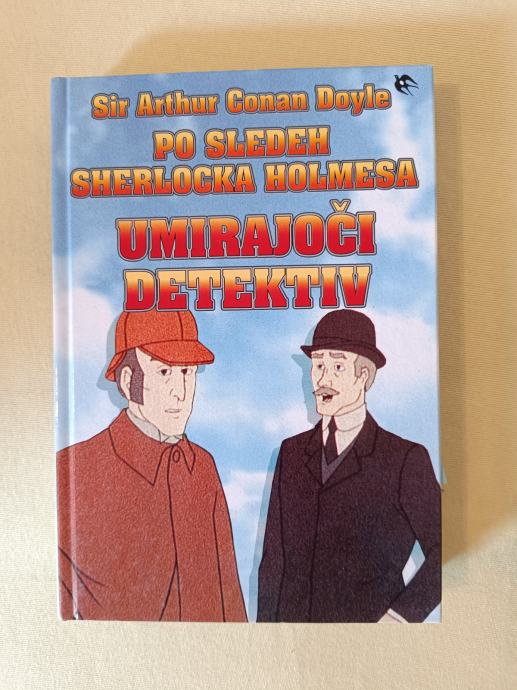 Sir Arthur Conan Doyle
PO SLEDEH
SHERLOCKA HOLMESA
UMIRAJOČI
DETEKTIV